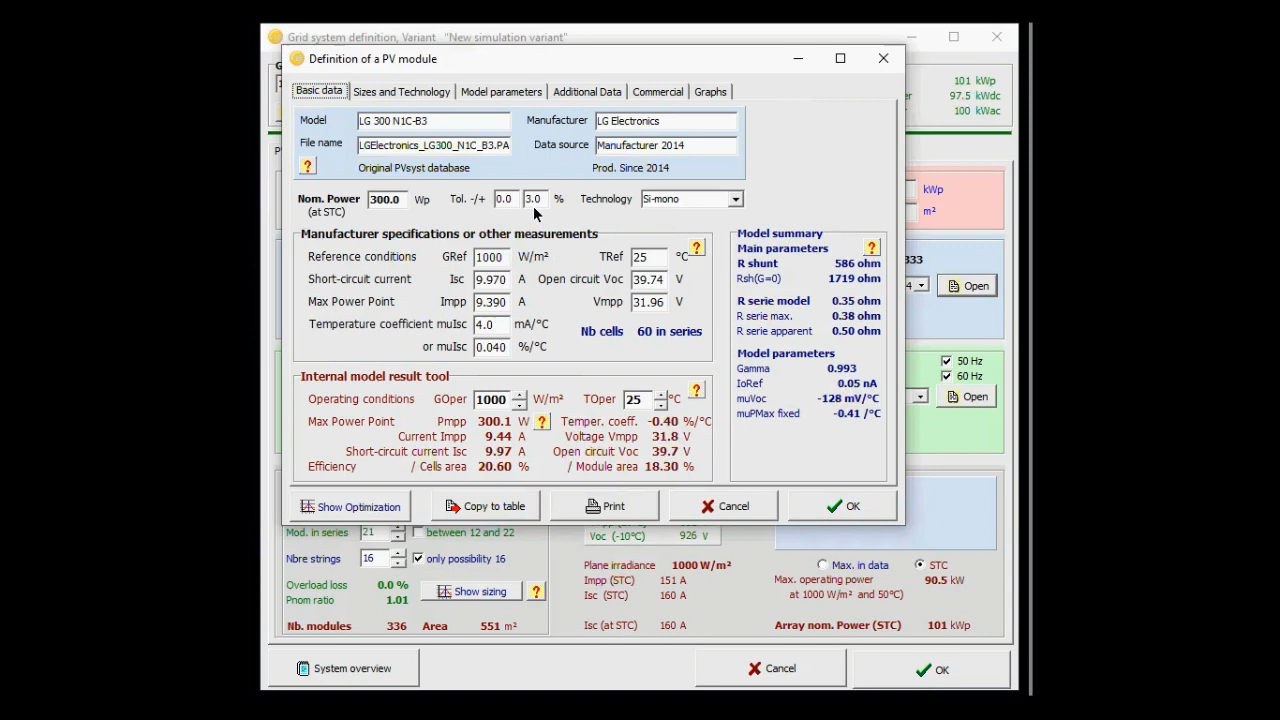 Grid system definition, Variant "New simulation variant"
Definition of a PV module
Basic data Sizes and Technology Model parameters Additional Data Commercial Graphs
Model LG 300 N1C-B3 Manufacturer LG Electronics
File name LGElectronics_LG300_N1C_B3.PA Data source Manufacturer 2014
? Original PVsyst database Prod. Since 2014
Nom. Power 300.0 Wp Tol. -/+ 0.0 3.0 % Technology Si-mono
(at STC)
Manufacturer specifications or other measurements
Reference conditions GRef 1000 W/m² TRef 25 °C ?
Short-circuit current Isc 9.970 A Open circuit Voc 39.74 V
Max Power Point Impp 9.390 A Vmpp 31.96 V
Temperature coefficient muIsc 4.0 mA/°C
Nb cells 60 in series
or muIsc 0.040 %/°C
Internal model result tool
Operating conditions GOper 1000 W/m² TOper 25 °C ?
Max Power Point Pmpp 300.1 W ? Temper. coeff. -0.40 %/°C
Current Impp 9.44 A Voltage Vmpp 31.8 V
Short-circuit current Isc 9.97 A Open circuit Voc 39.7 V
Efficiency / Cells area 20.60 % / Module area 18.30 %
Model summary
Main parameters ?
R shunt 586 ohm
Rsh(G=0) 1719 ohm
R serie model 0.35 ohm
R serie max. 0.38 ohm
R serie apparent 0.50 ohm
Model parameters
Gamma 0.993
IoRef 0.05 nA
muVoc -128 mV/°C
muPMax fixed -0.41 /°C
Show Optimization Copy to table Print Cancel OK
101 kWp
97.5 kWdc
100 kWac
kWp
m²
333
4 Open
50 Hz
60 Hz
Open
Mod. in series 21 between 12 and 22
Nbre strings 16 only possibility 16
Overload loss 0.0 %
Show sizing ?
Pnom ratio 1.01
Nb. modules 336 Area 551 m²
Voc (-10°C) 926 V
Plane irradiance 1000 W/m²
Impp (STC) 151 A
Isc (STC) 160 A
Isc (at STC) 160 A
Max. in data STC
Max. operating power 90.5 kW
at 1000 W/m² and 50°C)
Array nom. Power (STC) 101 kWp
System overview Cancel OK